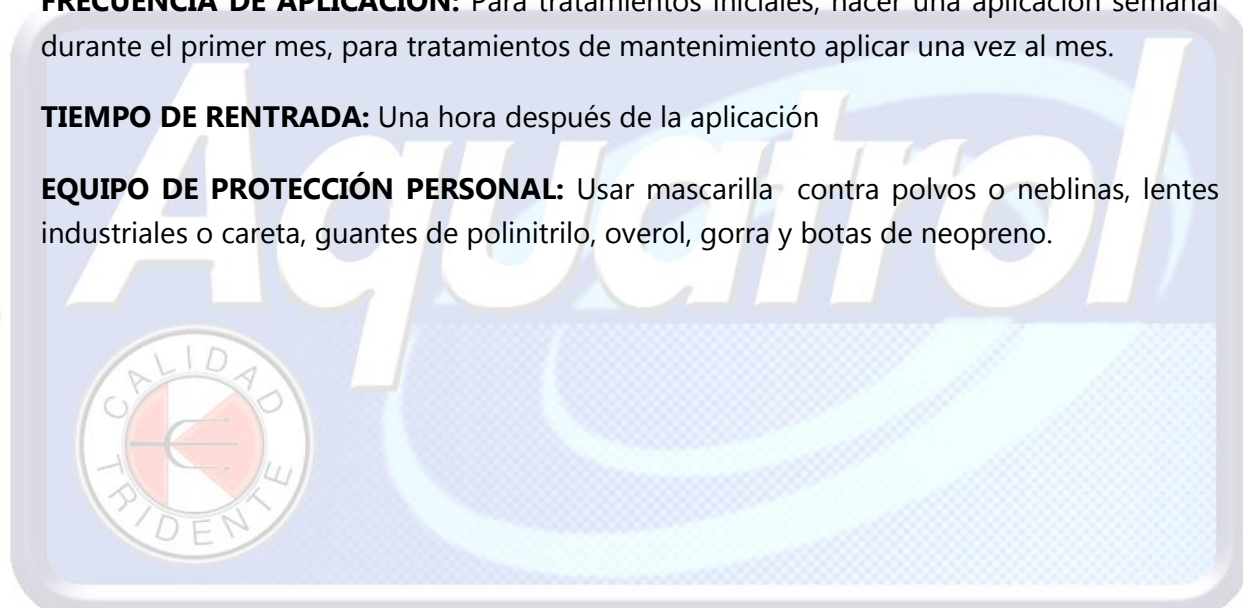 FRECUENCIA DE APLICACIÓN: Para tratamientos iniciales, hacer una aplicación semanal
durante el primer mes, para tratamientos de mantenimiento aplicar una vez al mes.
TIEMPO DE RENTRADA: Una hora después de la aplicación
EQUIPO DE PROTECCIÓN PERSONAL: Usar mascarilla contra polvos o neblinas, lentes
industriales o careta, guantes de polinitrilo, overol, gorra y botas de neopreno.
Aquatrol
CALIDAD
TRIDENTE